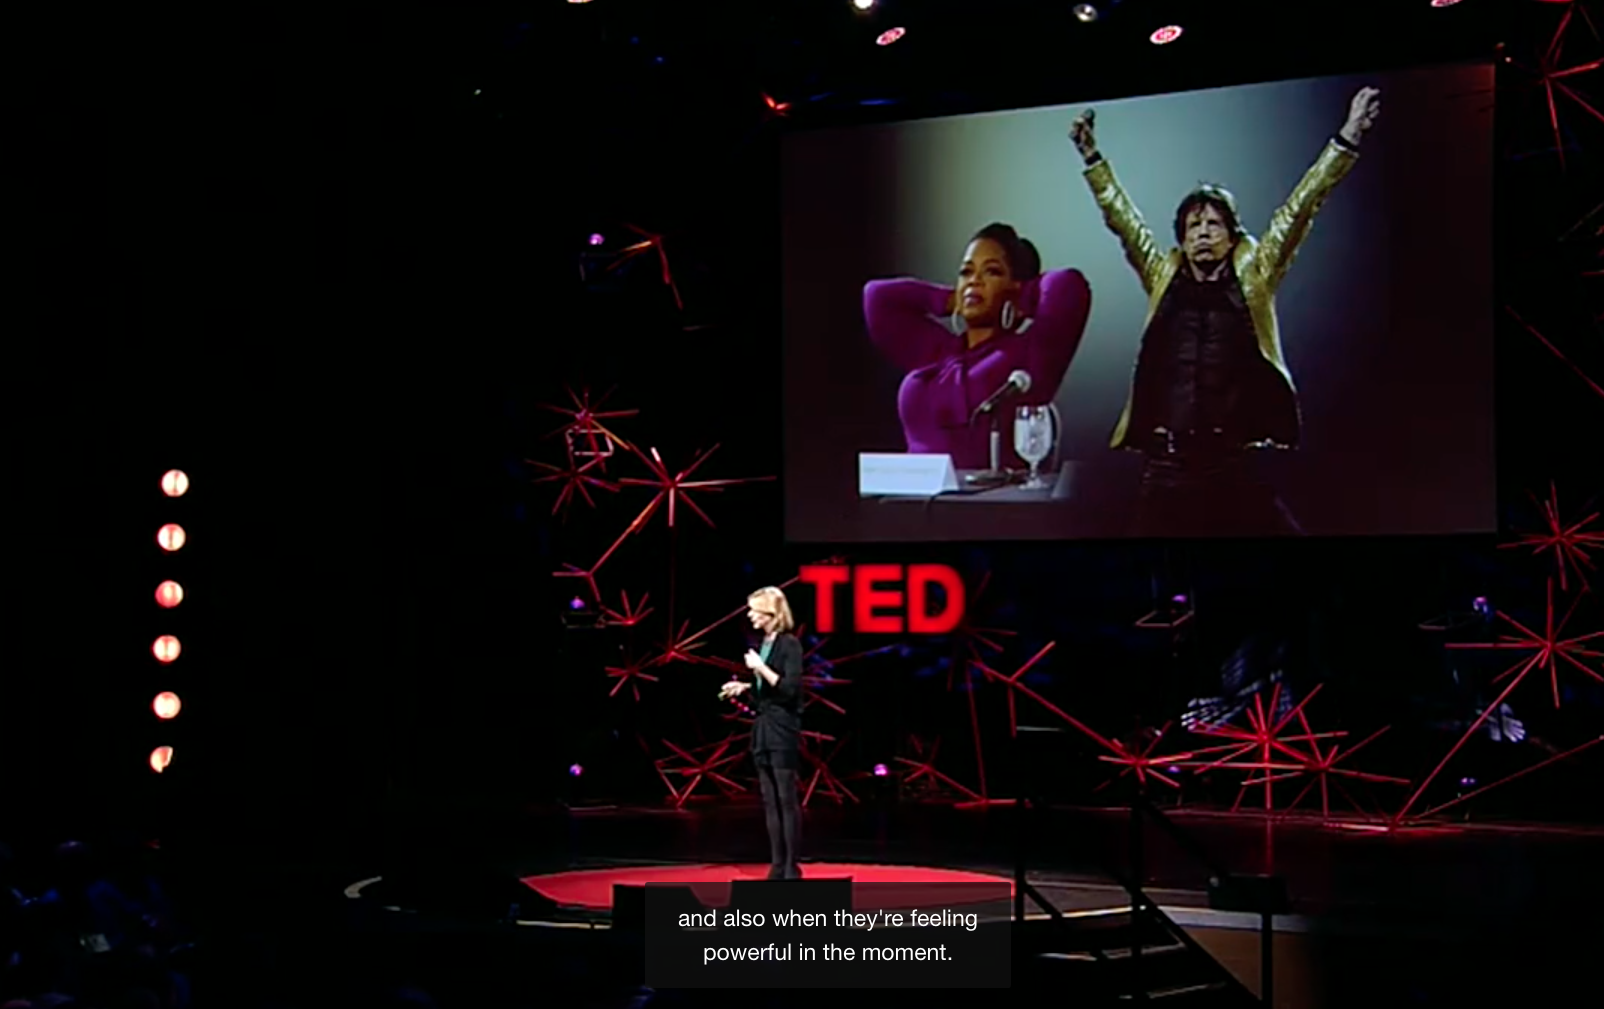 TED
and also when they're feeling
powerful in the moment.